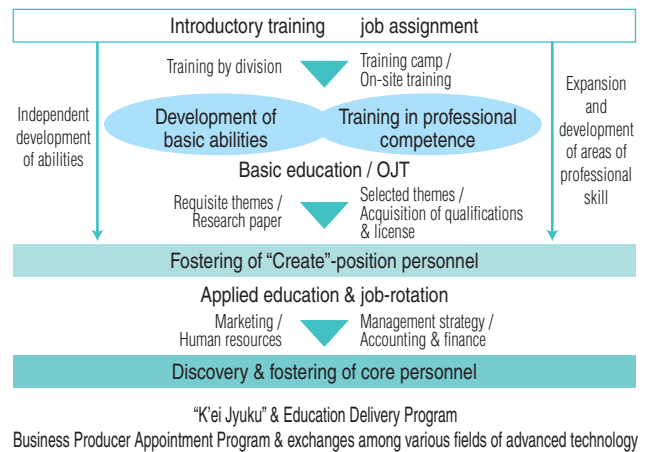 Introductory training job assignment
Training by division
Training camp /
On-site training
Independent
development
of abilities
Expansion
and
development
of areas of
professional
skill
Development of
basic abilities
Training in professional
competence
Basic education / OJT
Requisite themes /
Research paper
Selected themes /
Acquisition of qualifications
& license
Fostering of “Create”-position personnel
Applied education & job-rotation
Marketing /
Human resources
Management strategy /
Accounting & finance
Discovery & fostering of core personnel
“K’ei Jyuku” & Education Delivery Program
Business Producer Appointment Program & exchanges among various fields of advanced technology